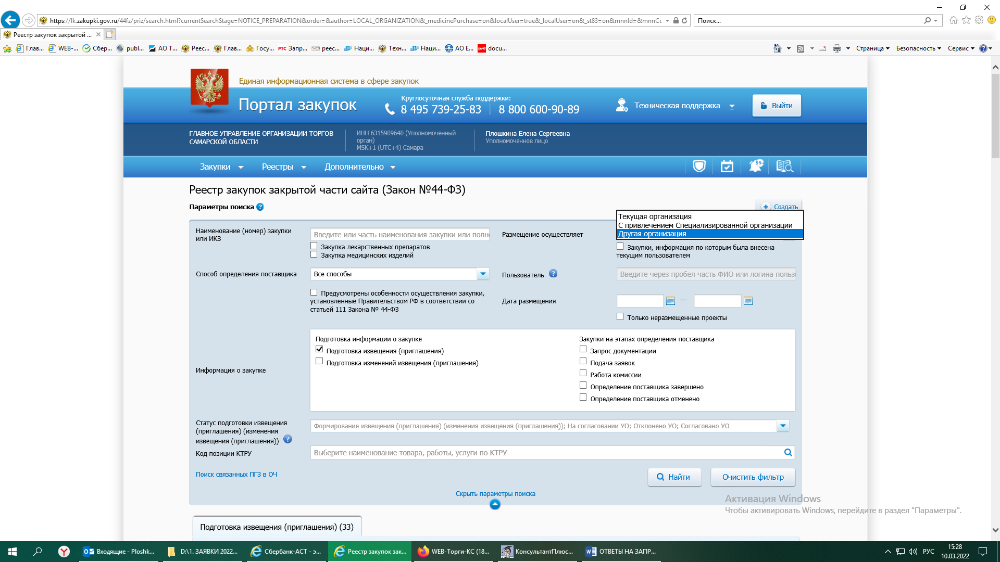 https://lk.zakupki.gov.ru/44fz/priz/search.html?currentSearchStage=NOTICE_PREPARATION&order=&author=LOCAL_ORGANIZATION&_medicinePurchase=on&localUser=true&_localUser=on&_st83=on&mnnId=&mnnCc
Поиск...
Реестр закупок закрытой ...
Глав... WEB-... Сбер... publ... АО Т... Реес... Глав... Госу... РТС Запр... гисп реес... Наци... Техн... Наци... АО Е... docu...
Страница Безопасность Сервис
Единая информационная система в сфере закупок
Портал закупок
Круглосуточная служба поддержки:
8 495 739-25-83 8 800 600-90-89
Техническая поддержка
Выйти
ГЛАВНОЕ УПРАВЛЕНИЕ ОРГАНИЗАЦИИ ТОРГОВ
САМАРСКОЙ ОБЛАСТИ
ИНН 6315909640 (Уполномоченный
орган)
MSK+1 (UTC+4) Самара
Плошкина Елена Сергеевна
Уполномоченное лицо
Закупки Реестры Дополнительно
99+
Реестр закупок закрытой части сайта (Закон №44-ФЗ)
Параметры поиска ?
Создать
Текущая организация
С привлечением Специализированной организации
Другая организация
Наименование (номер) закупки
или ИКЗ
Введите или часть наименования закупки или полн
Закупка лекарственных препаратов
Закупка медицинских изделий
Размещение осуществляет
Закупки, информация по которым была внесена
текущим пользователем
Способ определения поставщика
Все способы
Пользователь ?
Введите через пробел часть ФИО или логина польз
Предусмотрены особенности осуществления закупки,
установленные Правительством РФ в соответствии со
статьей 111 Закона № 44-ФЗ
Дата размещения
—
Только неразмещенные проекты
Информация о закупке
Подготовка информации о закупке
Подготовка извещения (приглашения)
Подготовка изменений извещения (приглашения)
Закупки на этапах определения поставщика
Запрос документации
Подача заявок
Работа комиссии
Определение поставщика завершено
Определение поставщика отменено
Статус подготовки извещения
(приглашения) (изменения
извещения (приглашения)) ?
Формирование извещения (приглашения) (изменения извещения (приглашения)); На согласовании УО; Отклонено УО; Согласовано УО
Код позиции КТРУ
Выберите наименование товара, работы, услуги по КТРУ
Поиск связанных ПГЗ в ОЧ
Найти
Очистить фильтр
Скрыть параметры поиска
Активация Windows
Чтобы активировать Windows, перейдите в раздел "Параметры".
Подготовка извещения (приглашения) (33)
Входящие - Ploshk... D:\1. ЗАЯВКИ 2022... Сбербанк-АСТ - э... Реестр закупок зак... WEB-Торги-КС (18... КонсультантПлюс... ОТВЕТЫ НА ЗАПР...
РУС
15:28
10.03.2022